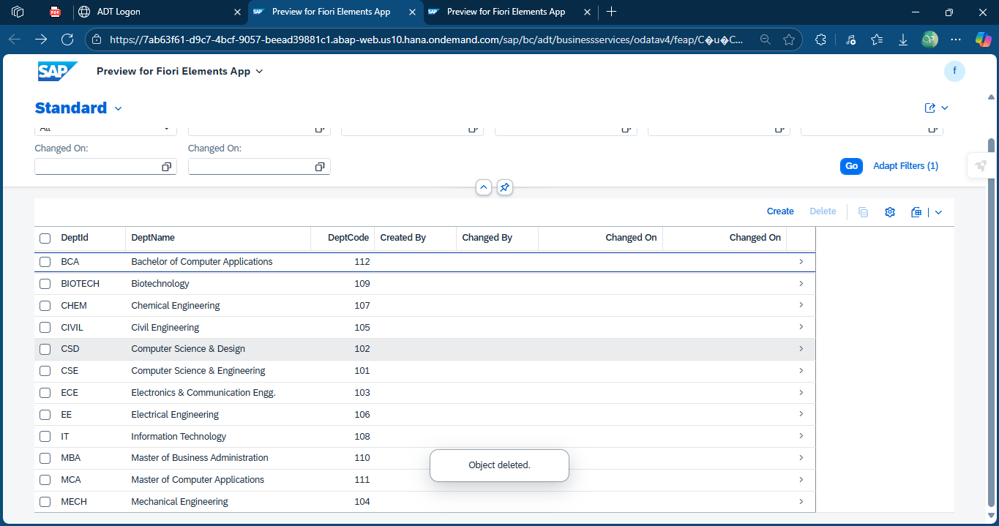 ADT Logon
SAP Preview for Fiori Elements App
SAP Preview for Fiori Elements App
PDF
https://7ab63f61-d9c7-4bcf-9057-beead39881c1.abap-web.us10.hana.ondemand.com/sap/bc/adt/businessservices/odatav4/feap/C�u�C...
SAP Preview for Fiori Elements App
f
Standard
Changed On: Changed On:
Go Adapt Filters (1)
Create Delete
DeptId DeptName DeptCode Created By Changed By Changed On Changed On
BCA Bachelor of Computer Applications 112
BIOTECH Biotechnology 109
CHEM Chemical Engineering 107
CIVIL Civil Engineering 105
CSD Computer Science & Design 102
CSE Computer Science & Engineering 101
ECE Electronics & Communication Engg. 103
EE Electrical Engineering 106
IT Information Technology 108
MBA Master of Business Administration 110
Object deleted.
MCA Master of Computer Applications 111
MECH Mechanical Engineering 104